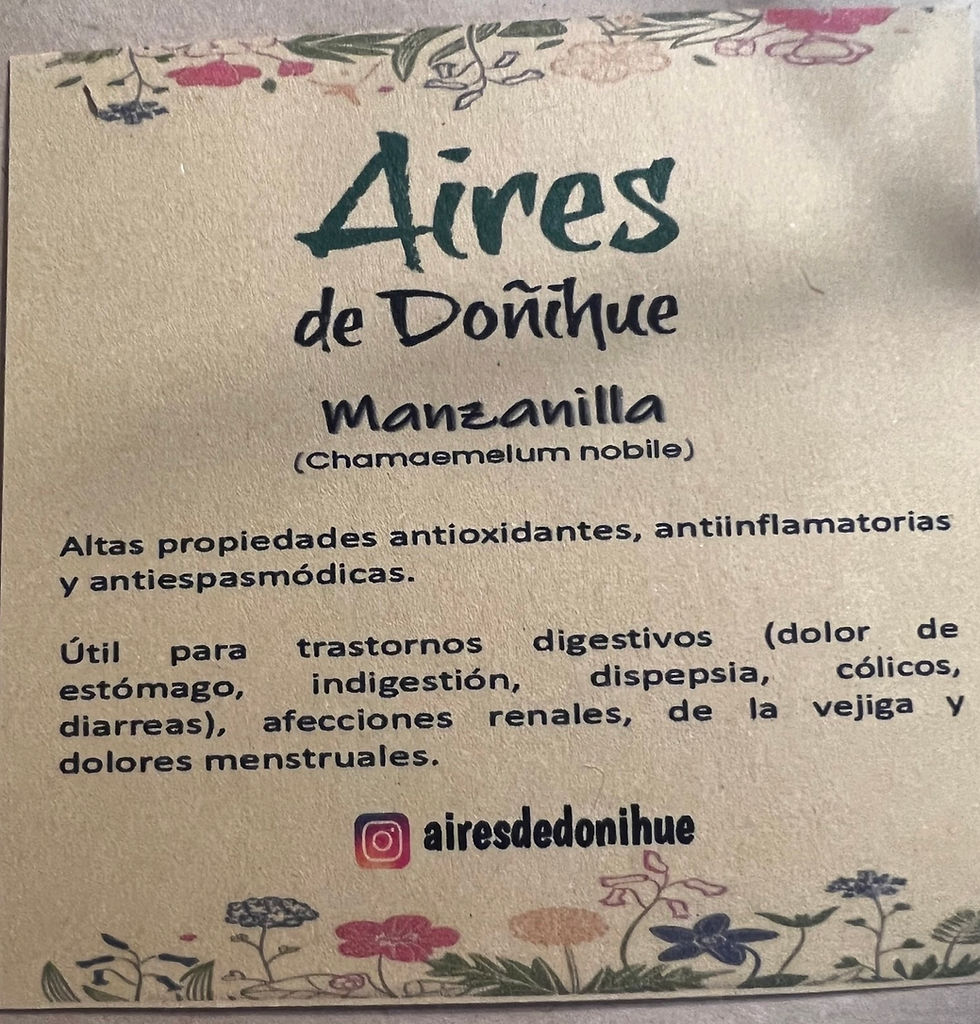 Aires
de Doñihue
Manzanilla
(Chamaemelum nobile)
Altas propiedades antioxidantes, antiinflamatorias
y antiespasmódicas.
Útil para trastornos digestivos (dolor de
estómago, indigestión, dispepsia, cólicos,
diarreas), afecciones renales, de la vejiga y
dolores menstruales.
airesdedonihue